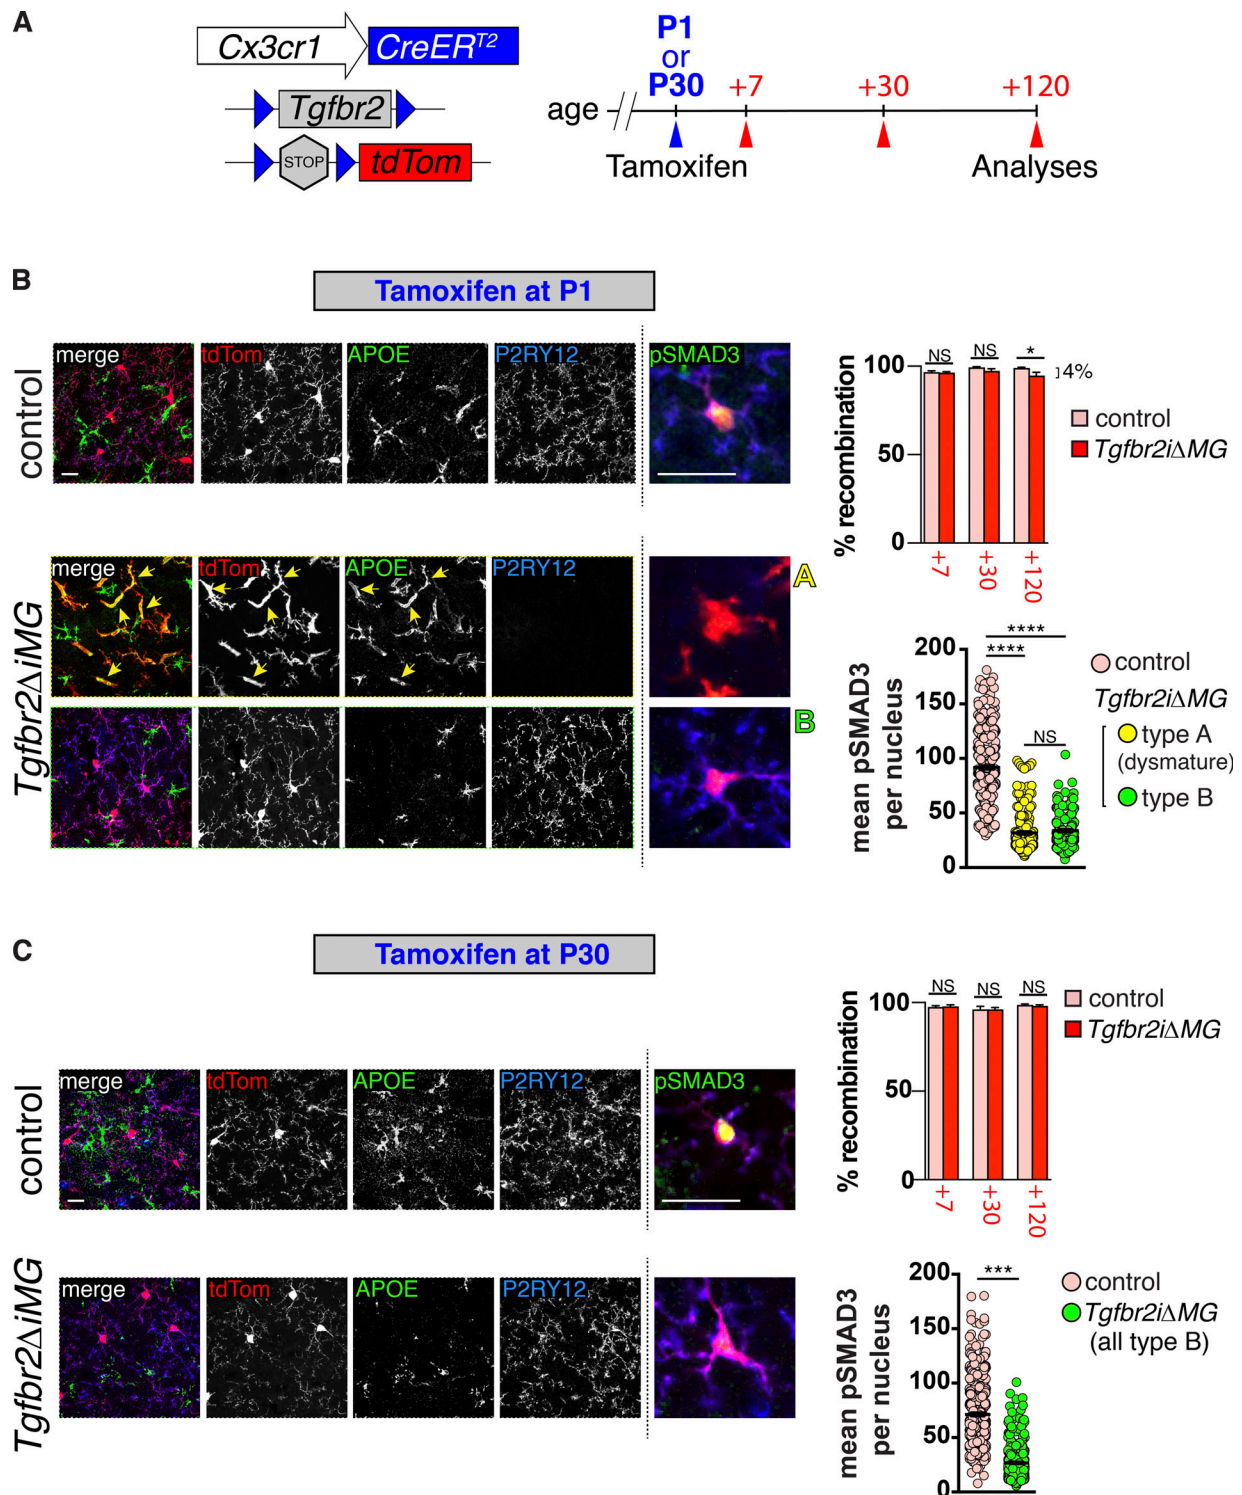 A
Cx3cr1 CreERT2
Tgfbr2
STOP tdTom
P1
or
P30 +7 +30 +120
age
Tamoxifen Analyses
B
Tamoxifen at P1
control
merge tdTom APOE P2RY12 pSMAD3
% recombination
100
50
0
NS NS *
4%
+7 +30 +120
control
Tgfbr2iΔMG
Tgfbr2ΔiMG
merge tdTom APOE P2RY12
A
B
mean pSMAD3
per nucleus
200
150
100
50
0
****
****
NS
control
Tgfbr2iΔMG
type A
(dysmature)
type B
C
Tamoxifen at P30
control
merge tdTom APOE P2RY12 pSMAD3
% recombination
100
50
0
NS NS NS
+7 +30 +120
control
Tgfbr2iΔMG
Tgfbr2ΔiMG
merge tdTom APOE P2RY12
mean pSMAD3
per nucleus
200
150
100
50
0
***
control
Tgfbr2iΔMG
(all type B)